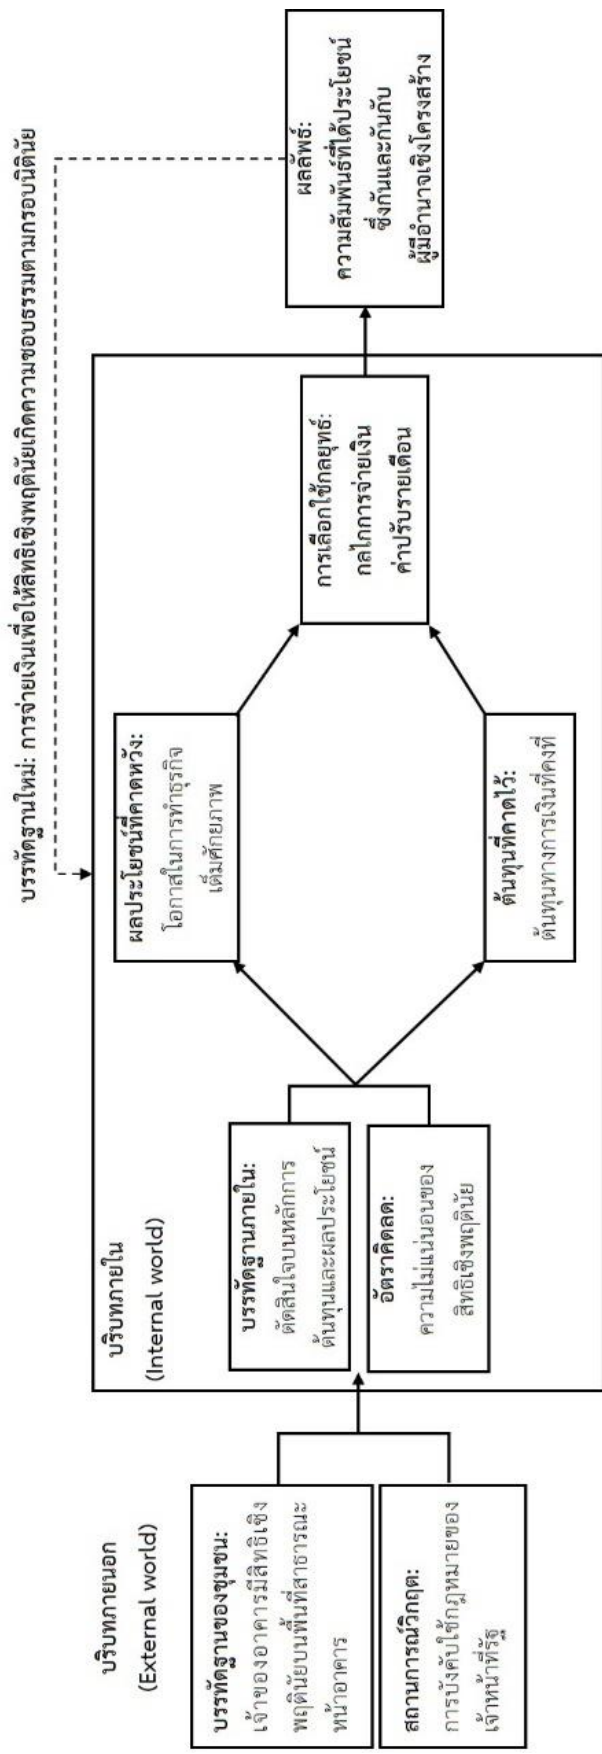 บรรทัดฐานใหม่: การจ่ายเงินเพื่อให้สิทธิเชิงพฤตินัยเกิดความชอบธรรมตามกรอบนิตินัย
บริบทภายนอก
(External world)
บรรทัดฐานของชุมชน:
เจ้าของอาคารมีสิทธิเชิง
พฤตินัยบนพื้นที่สาธารณะ
หน้าอาคาร
สถานการณ์วิกฤต:
การบังคับใช้กฎหมายของ
เจ้าหน้าที่รัฐ
บริบทภายใน
(Internal world)
บรรทัดฐานภายใน:
ตัดสินใจบนหลักการ
ต้นทุนและผลประโยชน์
อัตราคิดลด:
ความไม่แน่นอนของ
สิทธิเชิงพฤตินัย
ผลประโยชน์ที่คาดหวัง:
โอกาสในการทำธุรกิจ
เต็มศักยภาพ
ต้นทุนที่คาดไว้:
ต้นทุนทางการเงินที่คงที่
การเลือกใช้กลยุทธ์:
กลไกการจ่ายเงิน
ค่าปรับรายเดือน
ผลลัพธ์:
ความสัมพันธ์ที่ได้ประโยชน์
ซึ่งกันและกันกับ
ผู้มีอำนาจเชิงโครงสร้าง